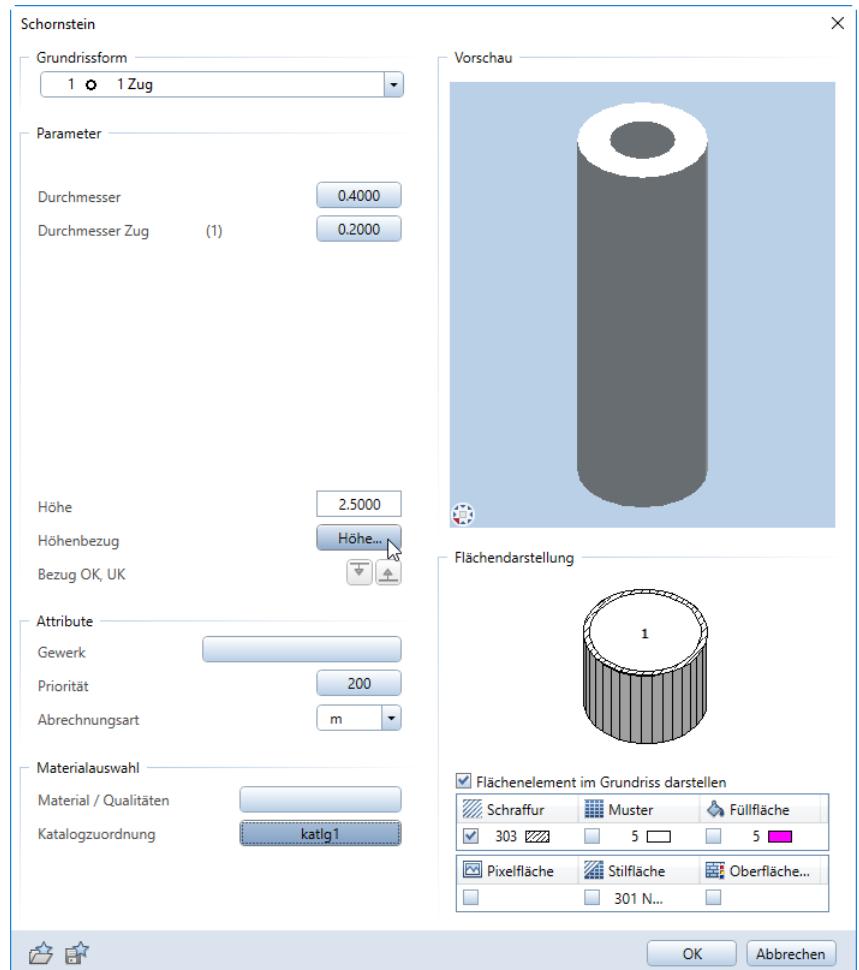 Schornstein
Grundrissform
1 1 Zug
Parameter
Durchmesser 0.4000
Durchmesser Zug (1) 0.2000
Höhe 2.5000
Höhenbezug Höhe...
Bezug OK, UK
Attribute
Gewerk
Priorität 200
Abrechnungsart m
Materialauswahl
Material / Qualitäten
Katalogzuordnung katlg1
Vorschau
Flächendarstellung
1
Flächenelement im Grundriss darstellen
Schraffur Muster Füllfläche
303 5 5
Pixelfläche Stilfläche Oberfläche...
301 N...
OK Abbrechen